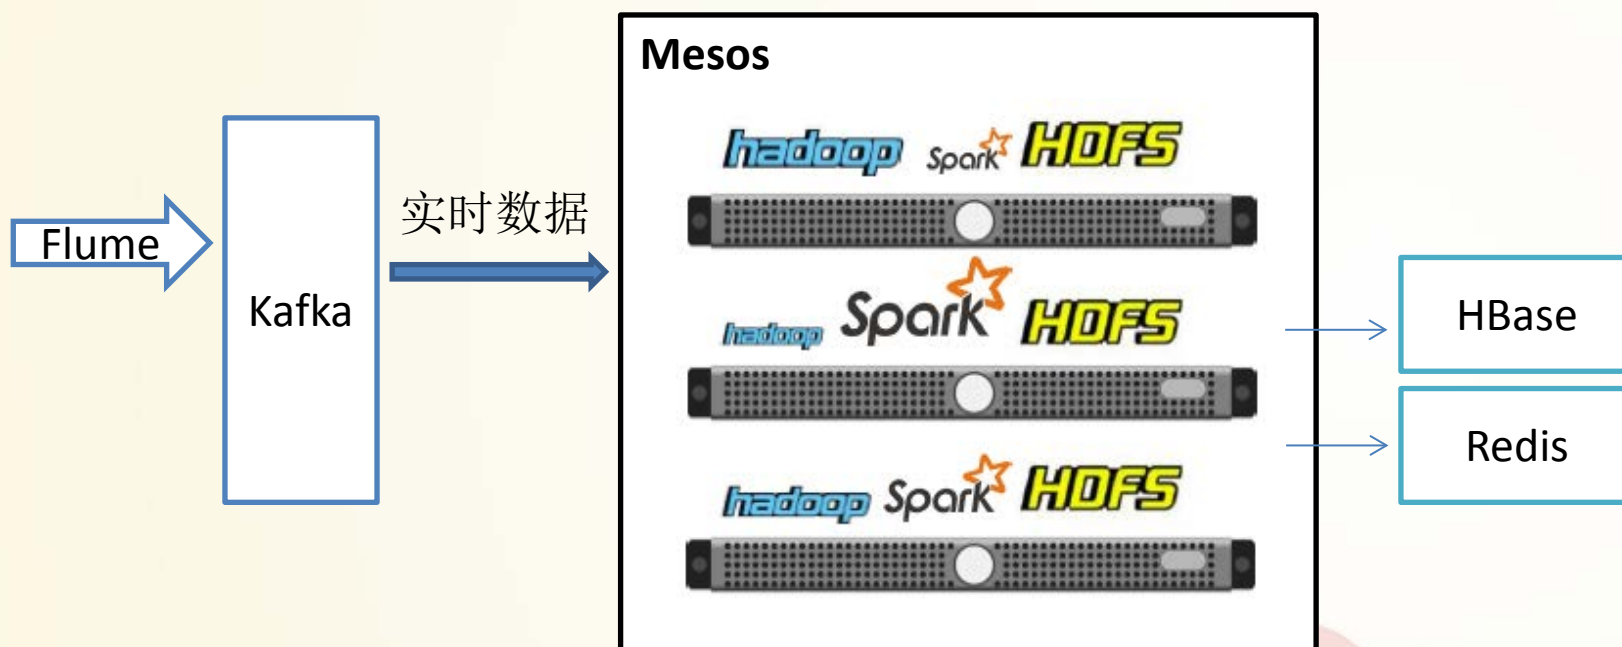 Flume
Kafka
实时数据
Mesos
hadoop Spark HDFS
hadoop Spark HDFS
hadoop Spark HDFS
HBase
Redis